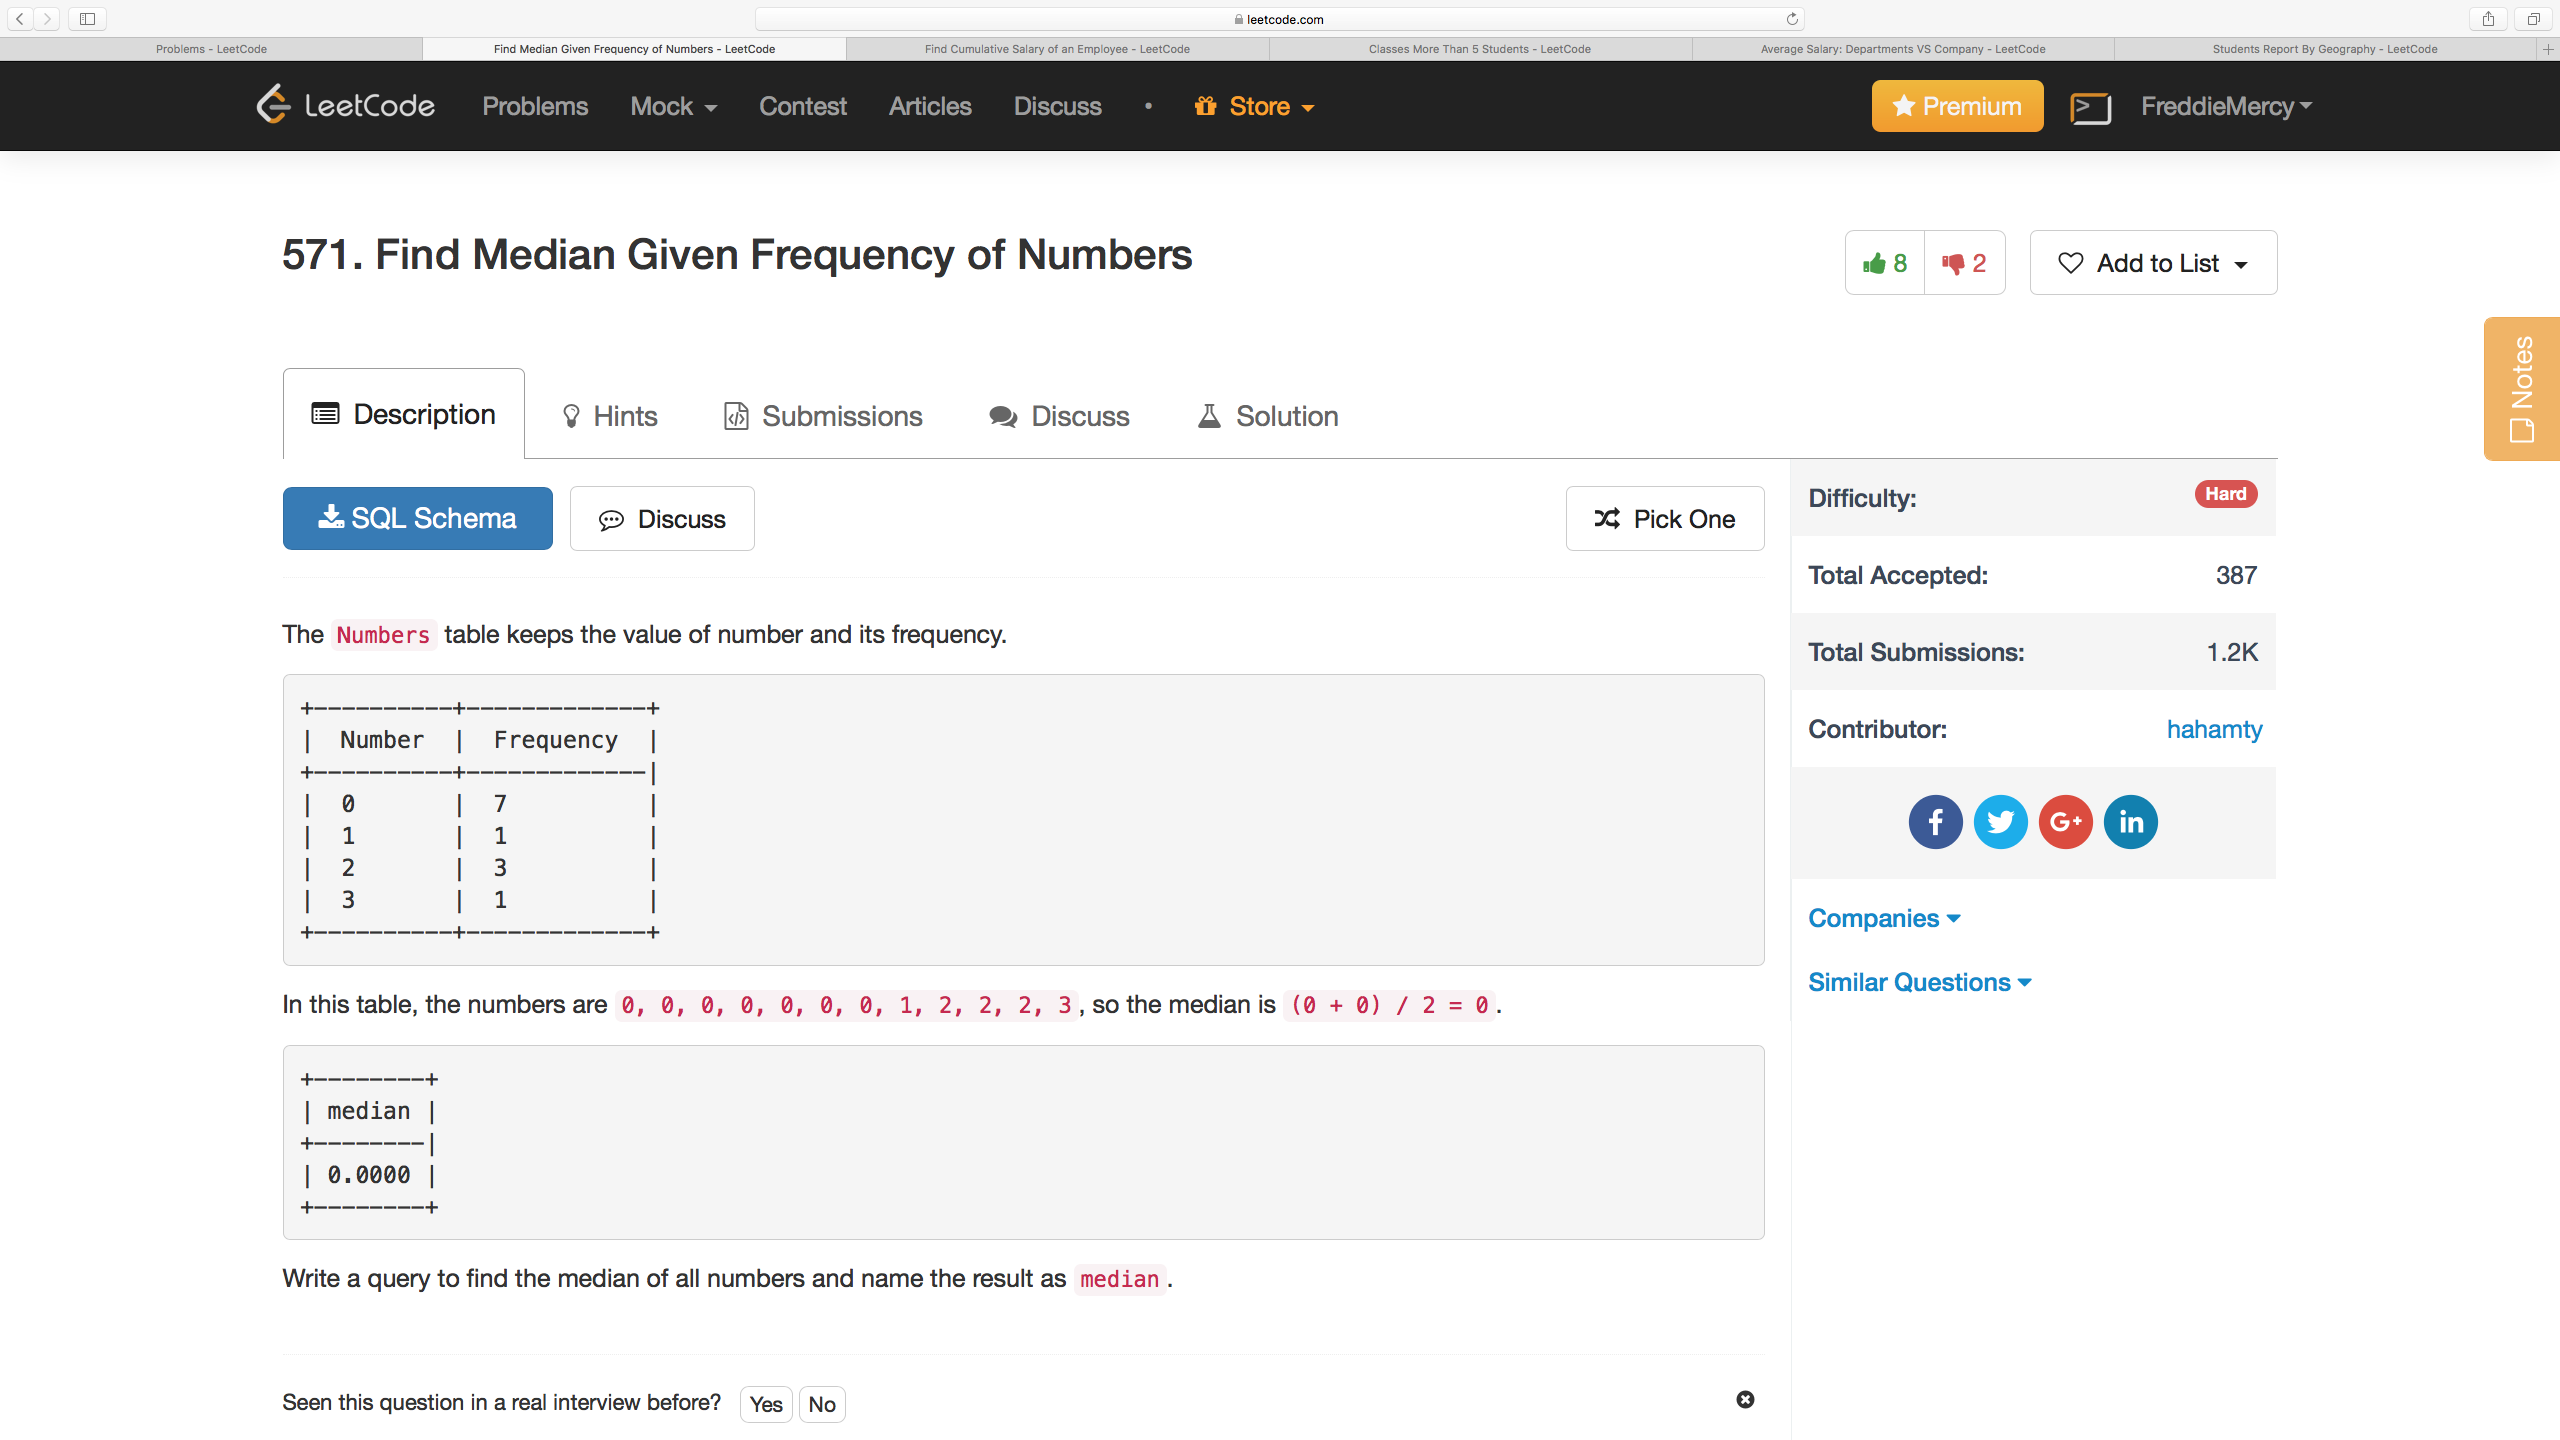 leetcode.com
Problems - LeetCode
Find Median Given Frequency of Numbers - LeetCode
Find Cumulative Salary of an Employee - LeetCode
Classes More Than 5 Students - LeetCode
Average Salary: Departments VS Company - LeetCode
Students Report By Geography - LeetCode
LeetCode
Problems
Mock
Contest
Articles
Discuss
Store
Premium
FreddieMercy
571. Find Median Given Frequency of Numbers
8
2
Add to List
Notes
Description
Hints
Submissions
Discuss
Solution
SQL Schema
Discuss
Pick One
Difficulty: Hard
Total Accepted: 387
Total Submissions: 1.2K
Contributor: hahamty
Companies
Similar Questions
The Numbers table keeps the value of number and its frequency.
+----------+-------------+
|  Number  |  Frequency  |
+----------+-------------|
|  0       |  7          |
|  1       |  1          |
|  2       |  3          |
|  3       |  1          |
+----------+-------------+
In this table, the numbers are 0, 0, 0, 0, 0, 0, 0, 1, 2, 2, 2, 3, so the median is (0 + 0) / 2 = 0.
+--------+
| median |
+--------|
| 0.0000 |
+--------+
Write a query to find the median of all numbers and name the result as median.
Seen this question in a real interview before? Yes No